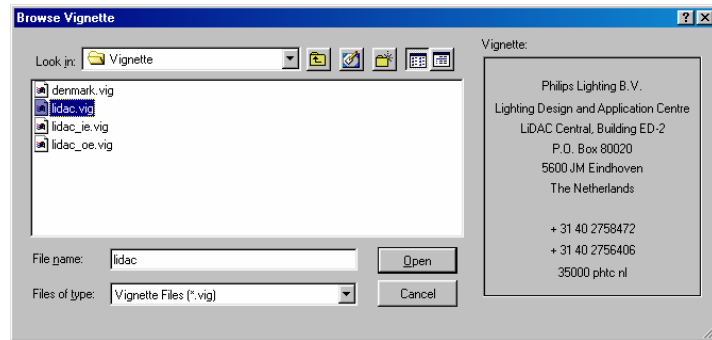 Browse Vignette
Look in: Vignette
denmark.vig
lidac.vig
lidac_ie.vig
lidac_oe.vig
File name: lidac
Open
Files of type: Vignette Files (*.vig)
Cancel
Vignette:
Philips Lighting B.V.
Lighting Design and Application Centre
LiDAC Central, Building ED-2
P.O. Box 80020
5600 JM Eindhoven
The Netherlands
+ 31 40 2758472
+ 31 40 2756406
35000 phtc nl